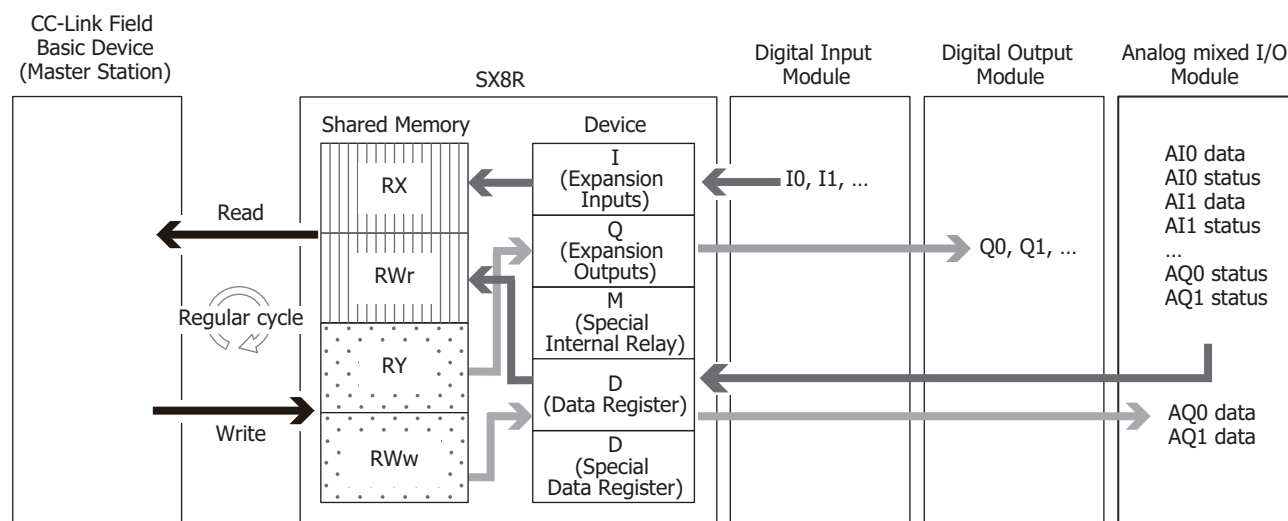 CC-Link Field
Basic Device
(Master Station)
SX8R
Digital Input
Module
Digital Output
Module
Analog mixed I/O
Module
Shared Memory
Device
RX
RWr
RY
RWw
I
(Expansion
Inputs)
Q
(Expansion
Outputs)
M
(Special
Internal Relay)
D
(Data Register)
D
(Special
Data Register)
Read
Regular cycle
Write
I0, I1, ...
Q0, Q1, ...
AI0 data
AI0 status
AI1 data
AI1 status
...
AQ0 status
AQ1 status
AQ0 data
AQ1 data